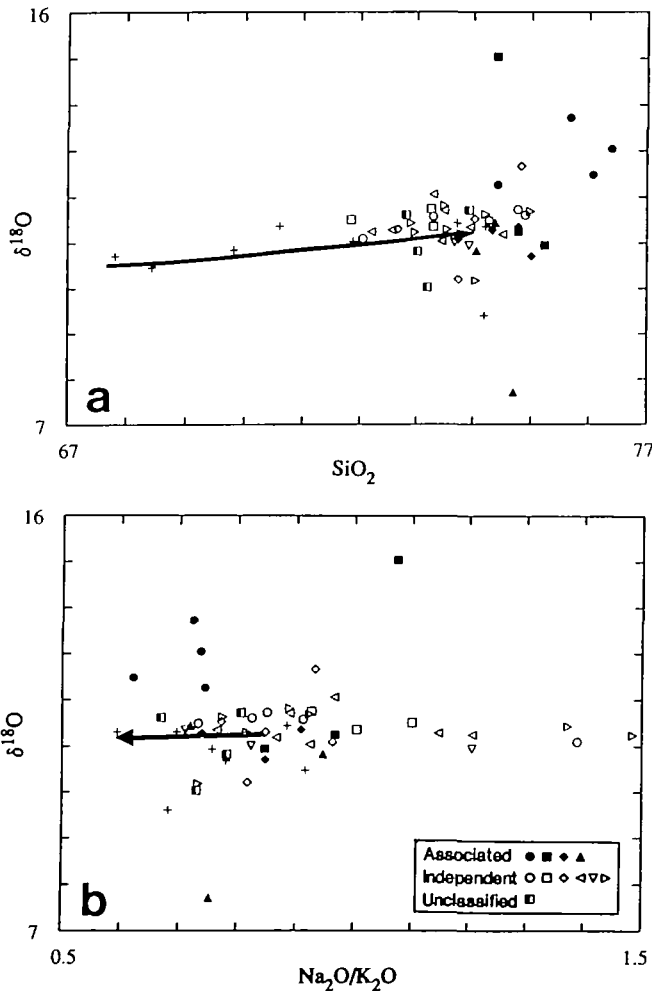 16
δ¹⁸O
7
a
67
77
SiO₂
16
δ¹⁸O
7
b
Associated
Independent
Unclassified
0.5
1.5
Na₂O/K₂O